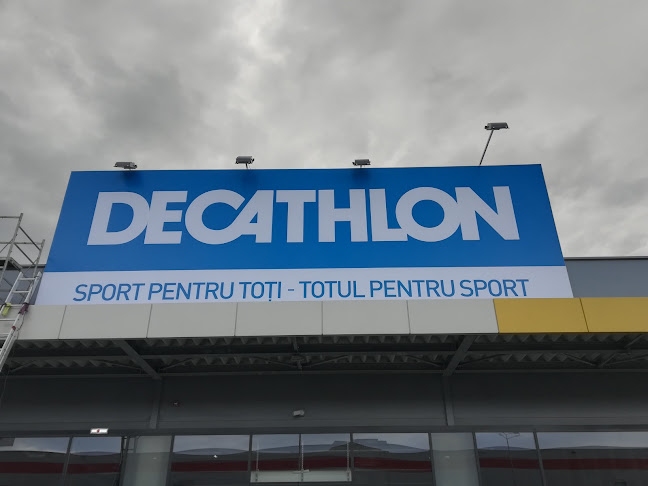 DECATHLON
SPORT PENTRU TOȚI - TOTUL PENTRU SPORT